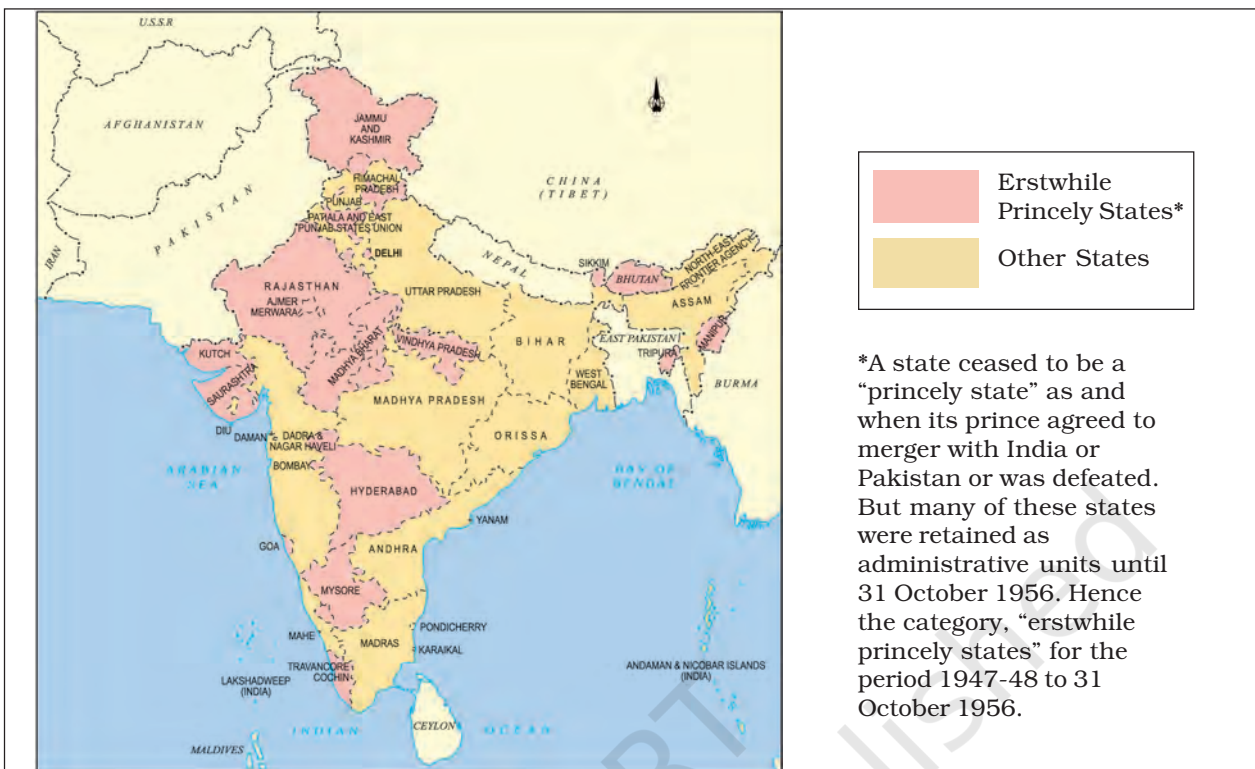 U.S.S.R
AFGHANISTAN
PAKISTAN
IRAN
JAMMU
AND
KASHMIR
CHINA
(TIBET)
RIMACHAL
PRADESH
PUNJAB
PATIALA AND EAST
PUNJAB STATES UNION
DELHI
NEPAL
SIKKIM
BHUTAN
NORTH-EAST
FRONTIER AGENCY
ASSAM
RAJASTHAN
AJMER
MERWARA
UTTAR PRADESH
BIHAR
EAST PAKISTAN
MANIPUR
TRIPURA
KUTCH
SAURASHTRA
MADHYA BHARAT
VINDHYA PRADESH
WEST
BENGAL
BURMA
MADHYA PRADESH
DIU
DAMAN
DADRA &
NAGAR HAVELI
ORISSA
ARABIAN
SEA
BOMBAY
BAY OF
BENGAL
HYDERABAD
YANAM
GOA
ANDHRA
MYSORE
MAHE
MADRAS
PONDICHERRY
KARAIKAL
TRAVANCORE
COCHIN
LAKSHADWEEP
(INDIA)
ANDAMAN & NICOBAR ISLANDS
(INDIA)
CEYLON
INDIAN OCEAN
MALDIVES
N
Erstwhile
Princely States*
Other States
*A state ceased to be a
"princely state" as and
when its prince agreed to
merger with India or
Pakistan or was defeated.
But many of these states
were retained as
administrative units until
31 October 1956. Hence
the category, "erstwhile
princely states" for the
period 1947-48 to 31
October 1956.